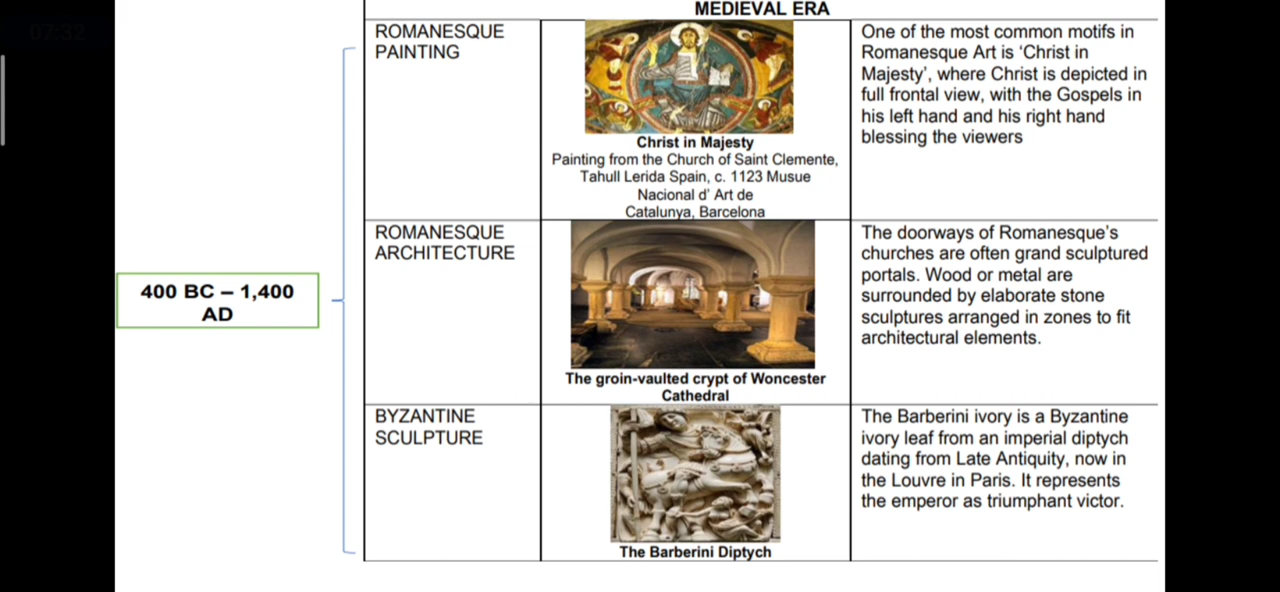 07:32
MEDIEVAL ERA
ROMANESQUE
PAINTING
Christ in Majesty
Painting from the Church of Saint Clemente,
Tahull Lerida Spain, c. 1123 Musue
Nacional d' Art de
Catalunya, Barcelona
One of the most common motifs in
Romanesque Art is ‘Christ in
Majesty’, where Christ is depicted in
full frontal view, with the Gospels in
his left hand and his right hand
blessing the viewers
400 BC – 1,400
AD
ROMANESQUE
ARCHITECTURE
The groin-vaulted crypt of Woncester
Cathedral
The doorways of Romanesque’s
churches are often grand sculptured
portals. Wood or metal are
surrounded by elaborate stone
sculptures arranged in zones to fit
architectural elements.
BYZANTINE
SCULPTURE
The Barberini Diptych
The Barberini ivory is a Byzantine
ivory leaf from an imperial diptych
dating from Late Antiquity, now in
the Louvre in Paris. It represents
the emperor as triumphant victor.